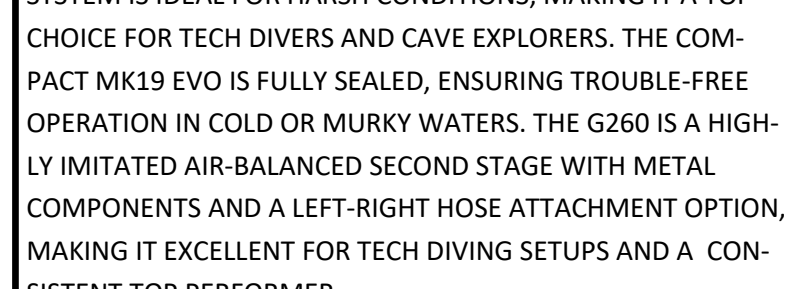 SYSTEM IS IDEAL FOR HARSH CONDITIONS, MAKING IT A TOP
CHOICE FOR TECH DIVERS AND CAVE EXPLORERS. THE COM-
PACT MK19 EVO IS FULLY SEALED, ENSURING TROUBLE-FREE
OPERATION IN COLD OR MURKY WATERS. THE G260 IS A HIGH-
LY IMITATED AIR-BALANCED SECOND STAGE WITH METAL
COMPONENTS AND A LEFT-RIGHT HOSE ATTACHMENT OPTION,
MAKING IT EXCELLENT FOR TECH DIVING SETUPS AND A  CON-
SISTENT TOP PERFORMER